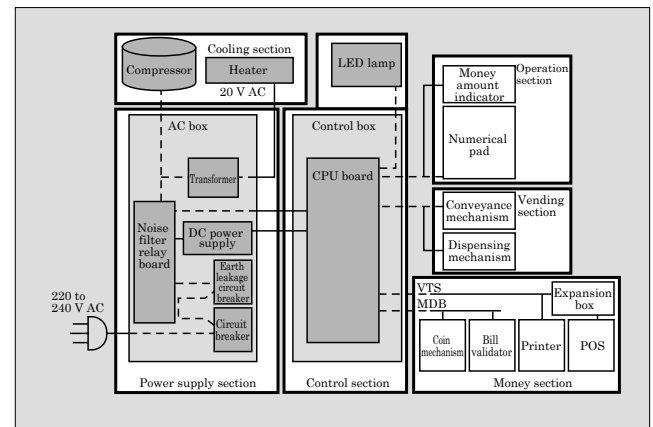 Cooling section
Compressor
Heater
20 V AC
LED lamp
Money
amount
indicator
Operation
section
Numerical
pad
AC box
Transformer
Noise
filter
relay
board
DC power
supply
Earth
leakage
circuit
breaker
Circuit
breaker
220 to
240 V AC
Power supply section
Control box
CPU board
Control section
Conveyance
mechanism
Vending
section
Dispensing
mechanism
VTS
MDB
Expansion
box
Coin
mechanism
Bill
validator
Printer
POS
Money section